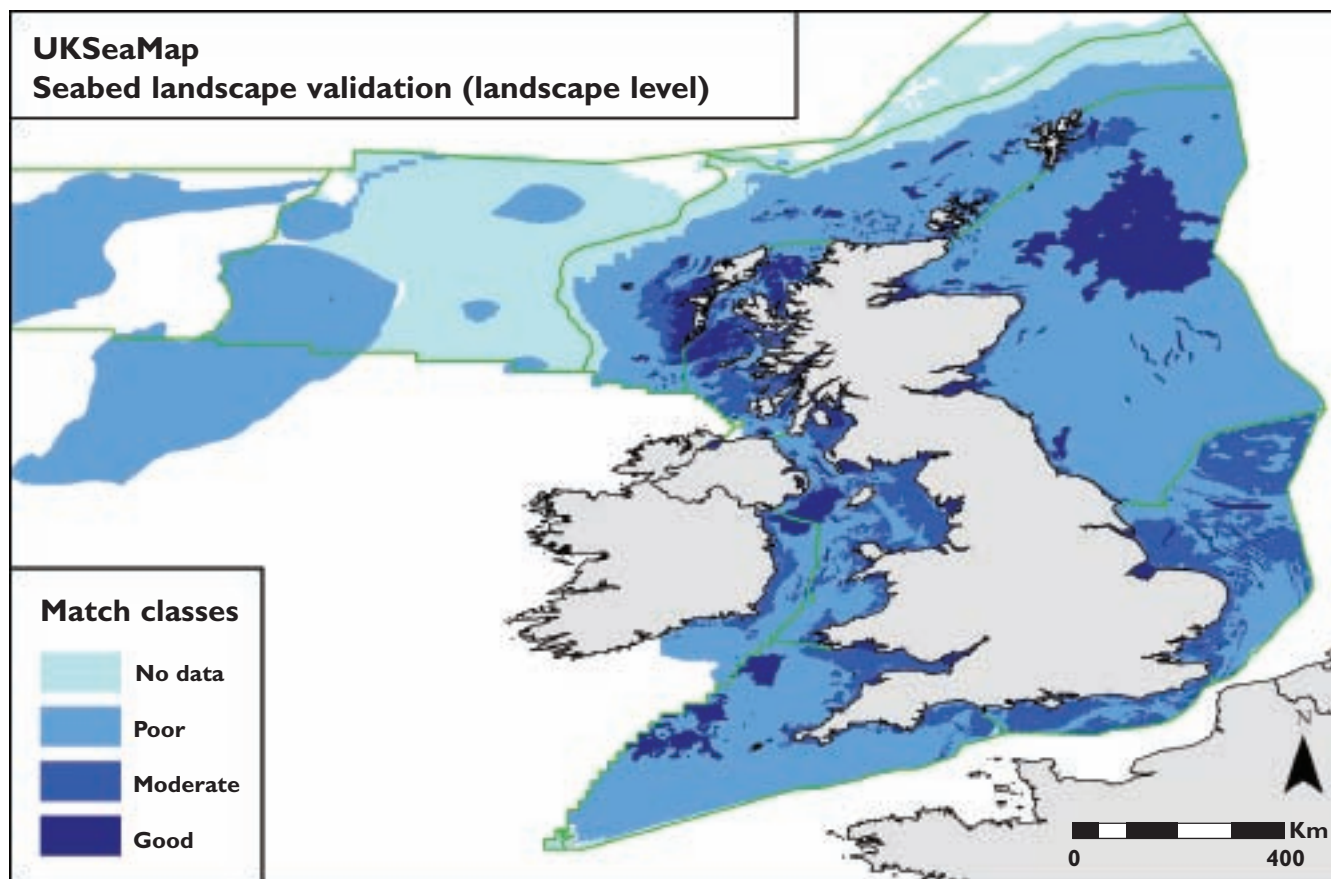 UKSeaMap
Seabed landscape validation (landscape level)
Match classes
No data
Poor
Moderate
Good
N
Km
0 400